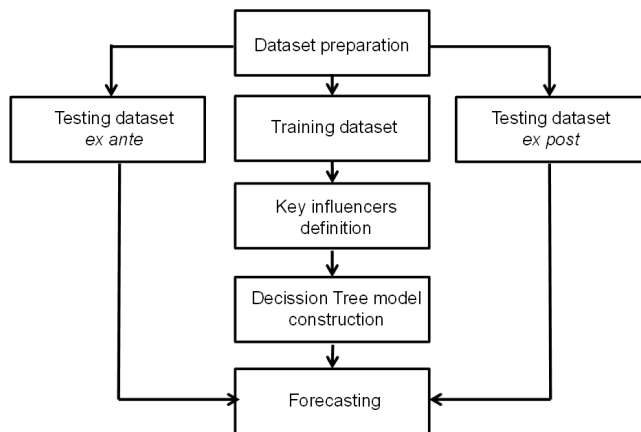 Dataset preparation
Testing dataset
ex ante
Training dataset
Testing dataset
ex post
Key influencers
definition
Decission Tree model
construction
Forecasting